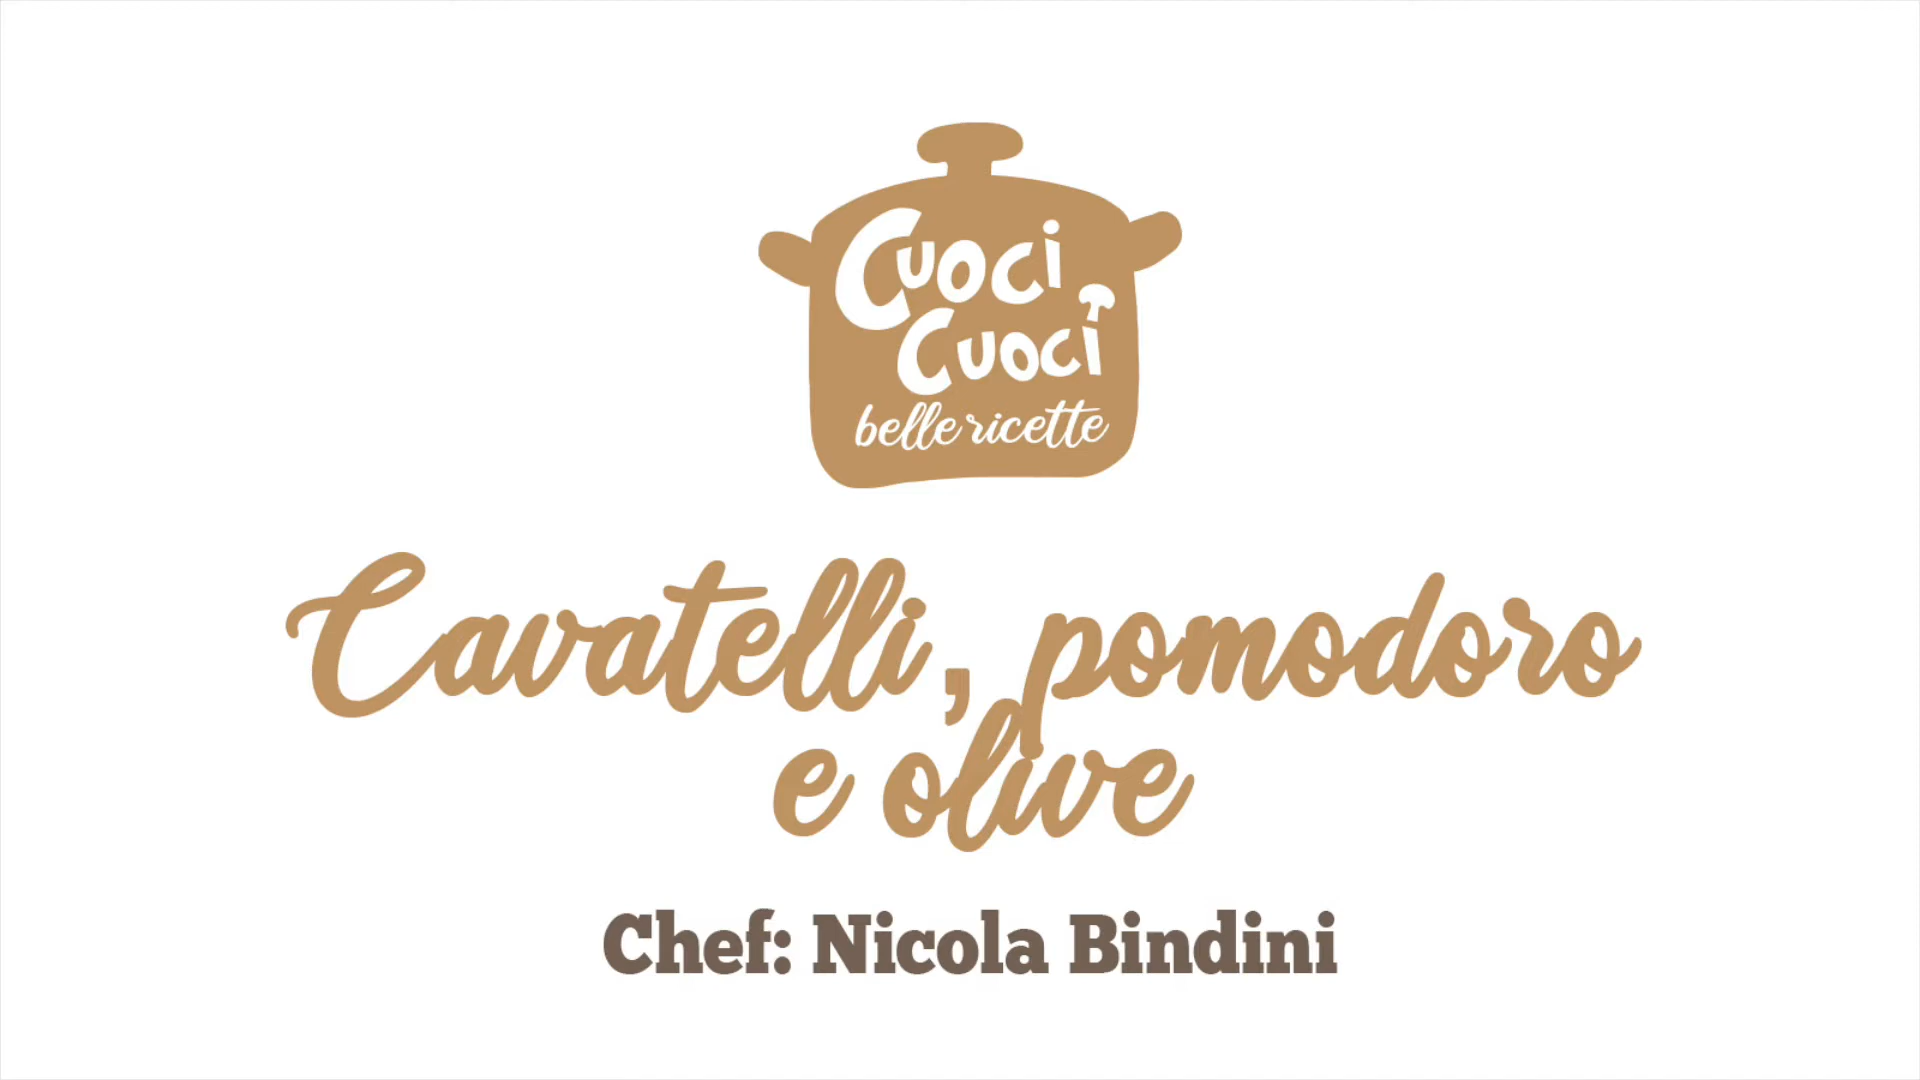 Cuoci
Cuoci
belle ricette
Cavatelli, pomodoro
e olive
Chef: Nicola Bindini